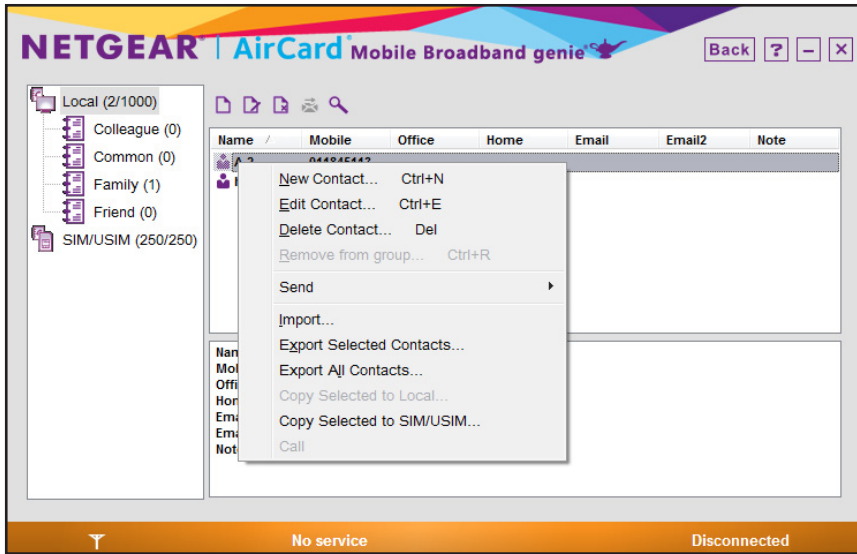 NETGEAR | AirCard Mobile Broadband genie
Back ? – X
Local (2/1000)
Colleague (0)
Common (0)
Family (1)
Friend (0)
SIM/USIM (250/250)
Name / Mobile Office Home Email Email2 Note
New Contact... Ctrl+N
Edit Contact... Ctrl+E
Delete Contact... Del
Remove from group... Ctrl+R
Send
Import...
Export Selected Contacts...
Export All Contacts...
Copy Selected to Local...
Copy Selected to SIM/USIM...
Call
No service
Disconnected